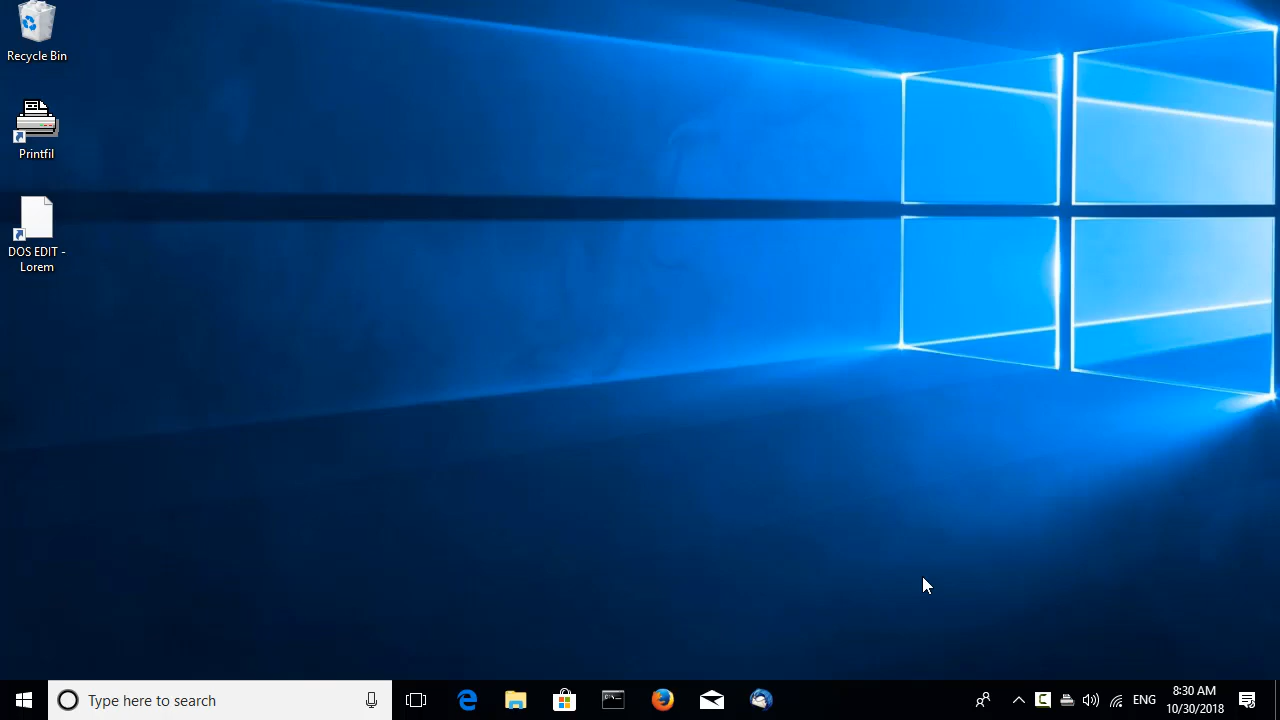 Recycle Bin
Printfil
DOS EDIT -
Lorem
Type here to search
ENG
8:30 AM
10/30/2018